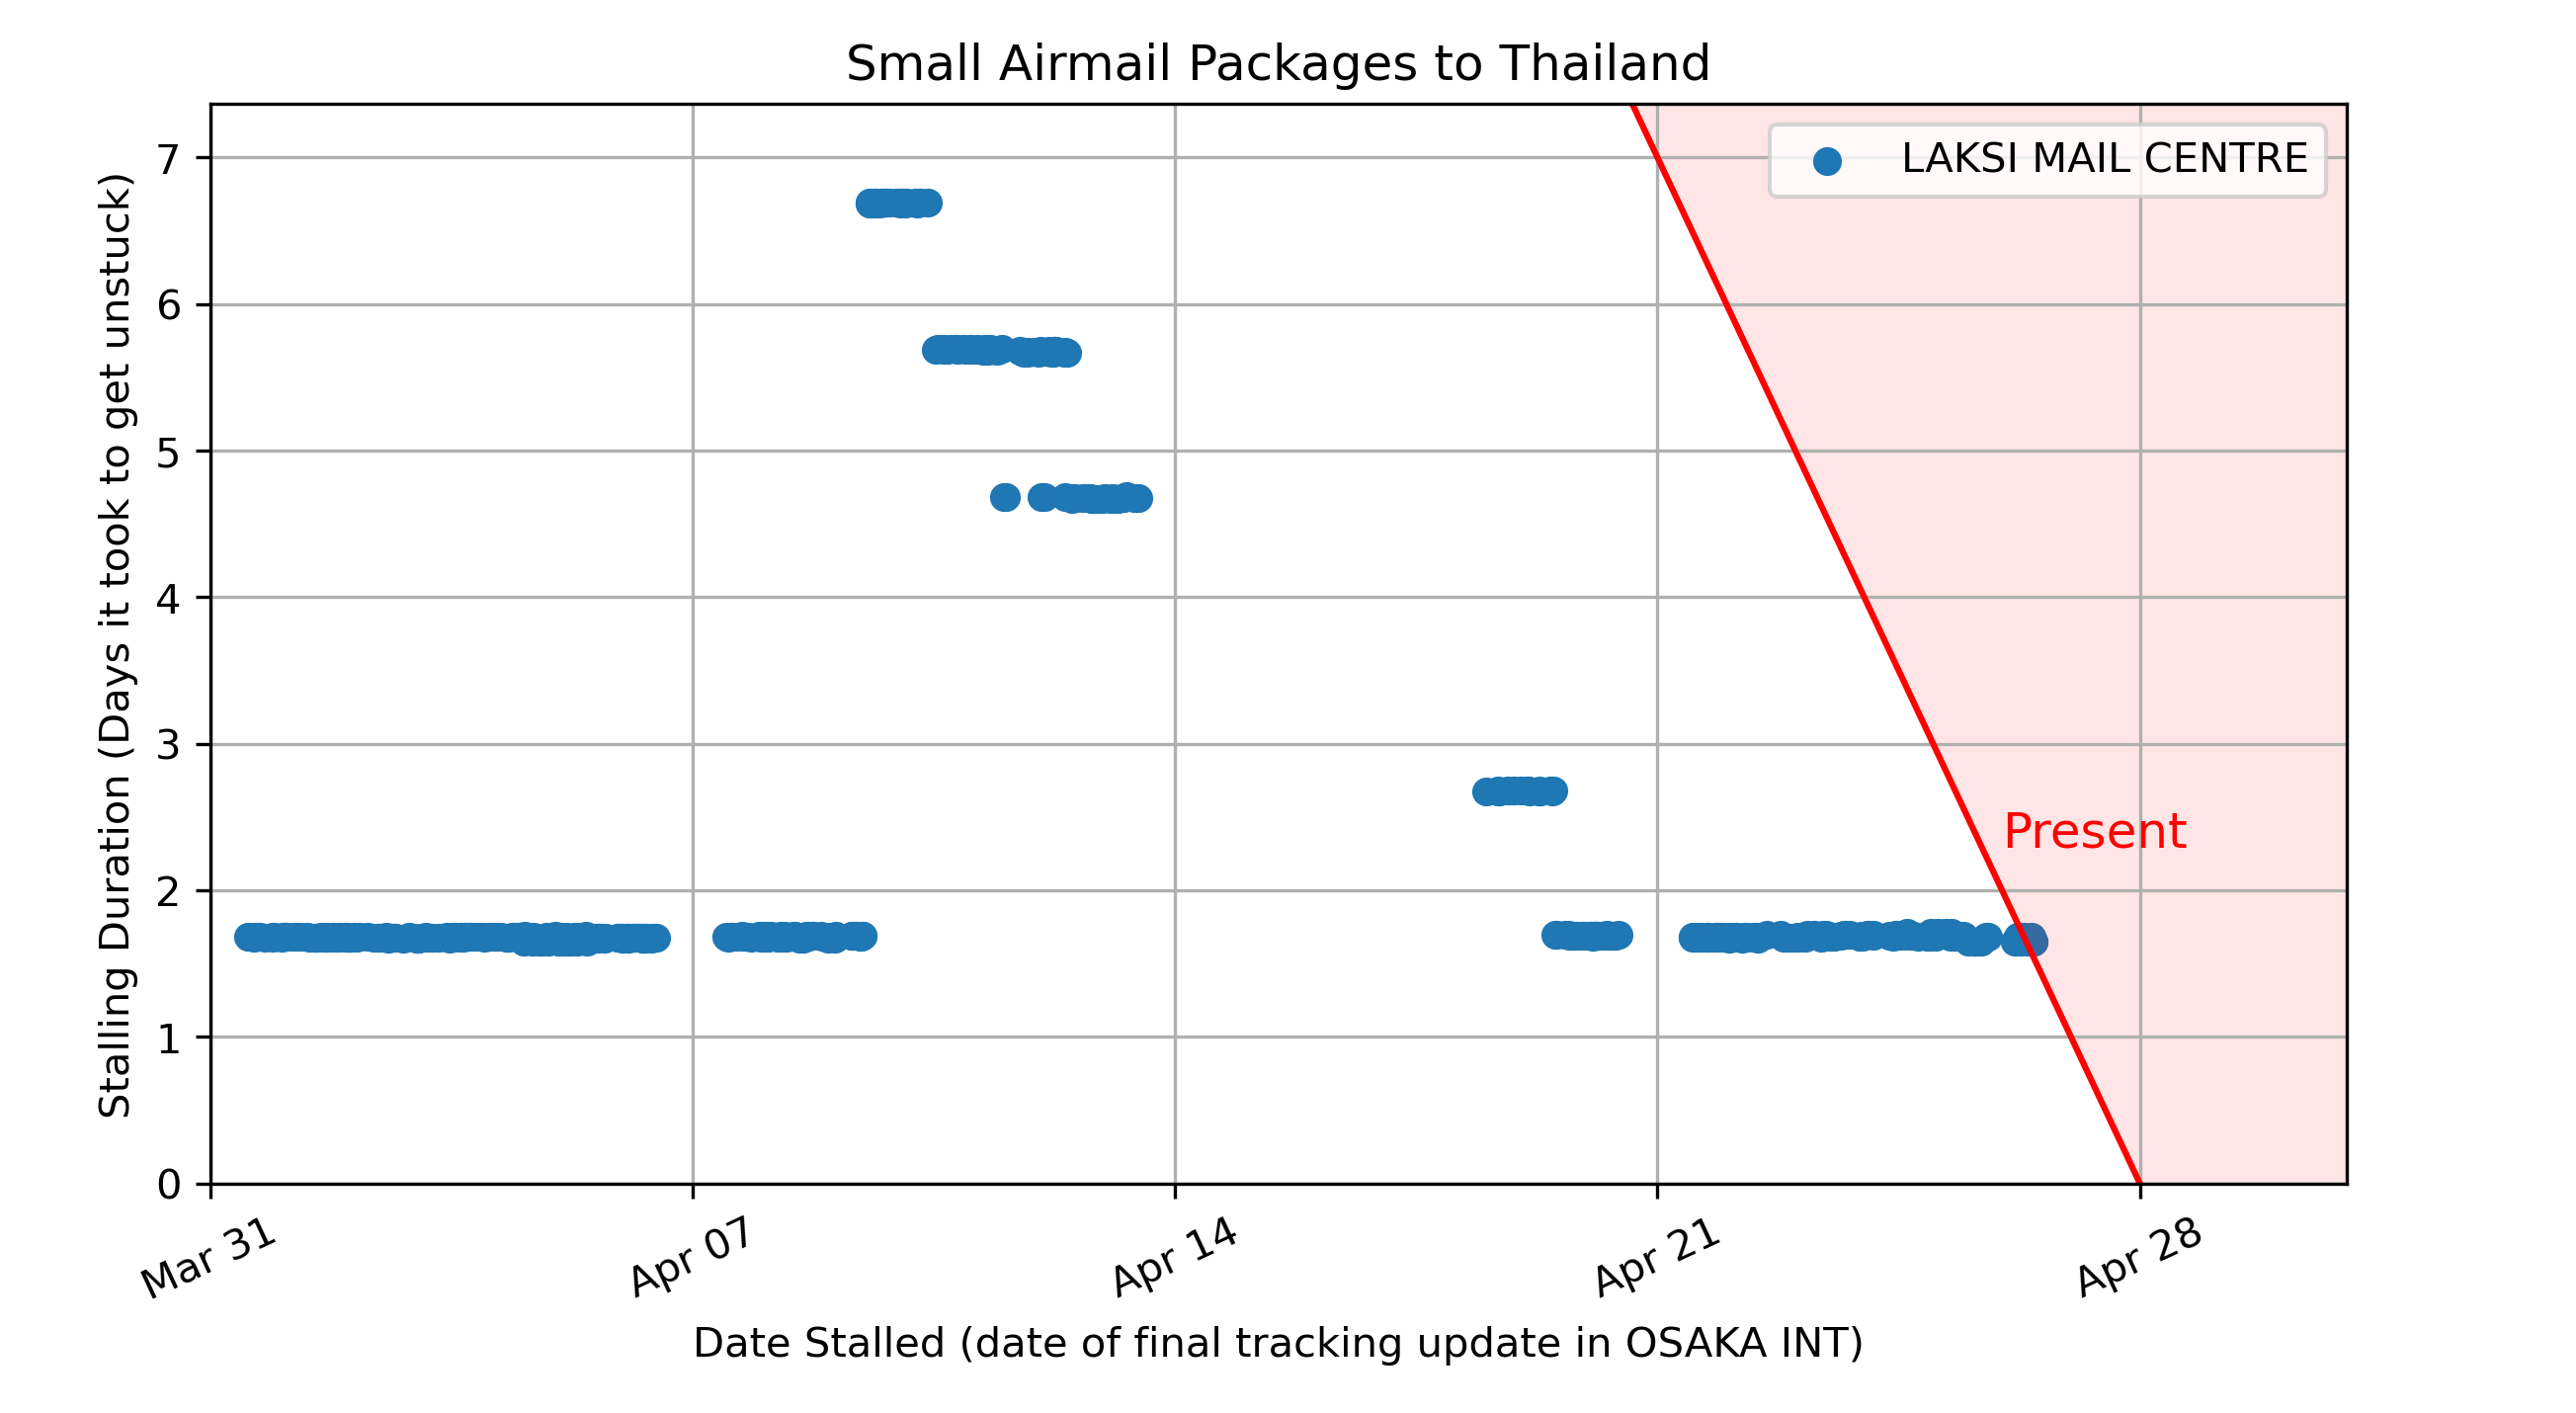 Small Airmail Packages to Thailand
LAKSI MAIL CENTRE
Stalling Duration (Days it took to get unstuck)
7
6
5
4
3
2
1
0
Present
Mar 31
Apr 07
Apr 14
Apr 21
Apr 28
Date Stalled (date of final tracking update in OSAKA INT)